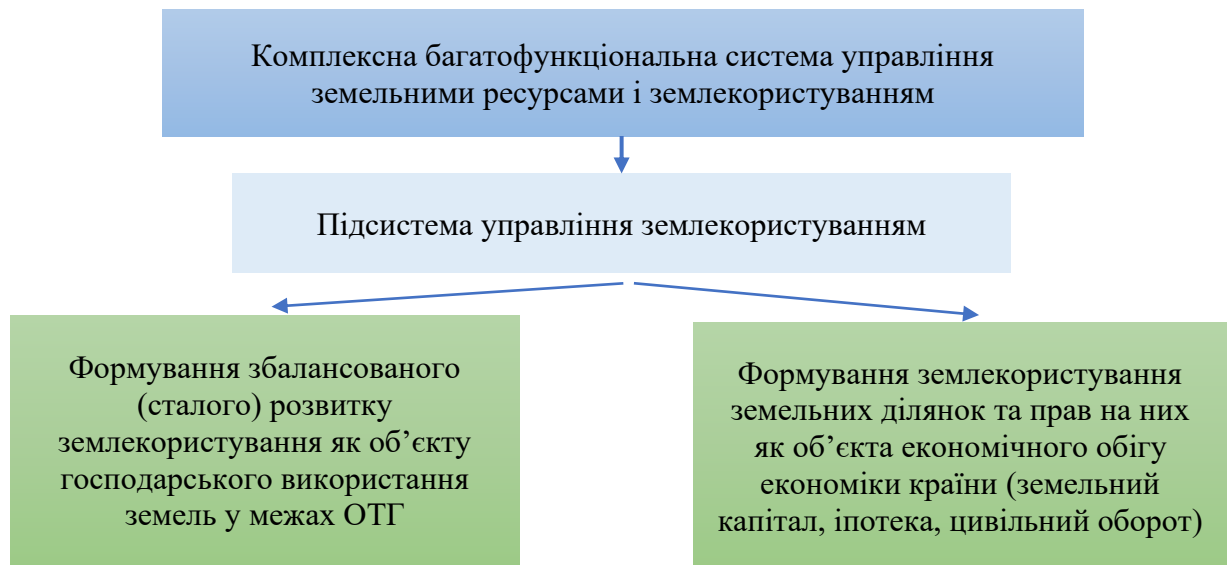 Комплексна багатофункціональна система управління
земельними ресурсами і землекористуванням
Підсистема управління землекористуванням
Формування збалансованого
(сталого) розвитку
землекористування як об’єкту
господарського використання
земель у межах ОТГ
Формування землекористування
земельних ділянок та прав на них
як об’єкта економічного обігу
економіки країни (земельний
капітал, іпотека, цивільний оборот)